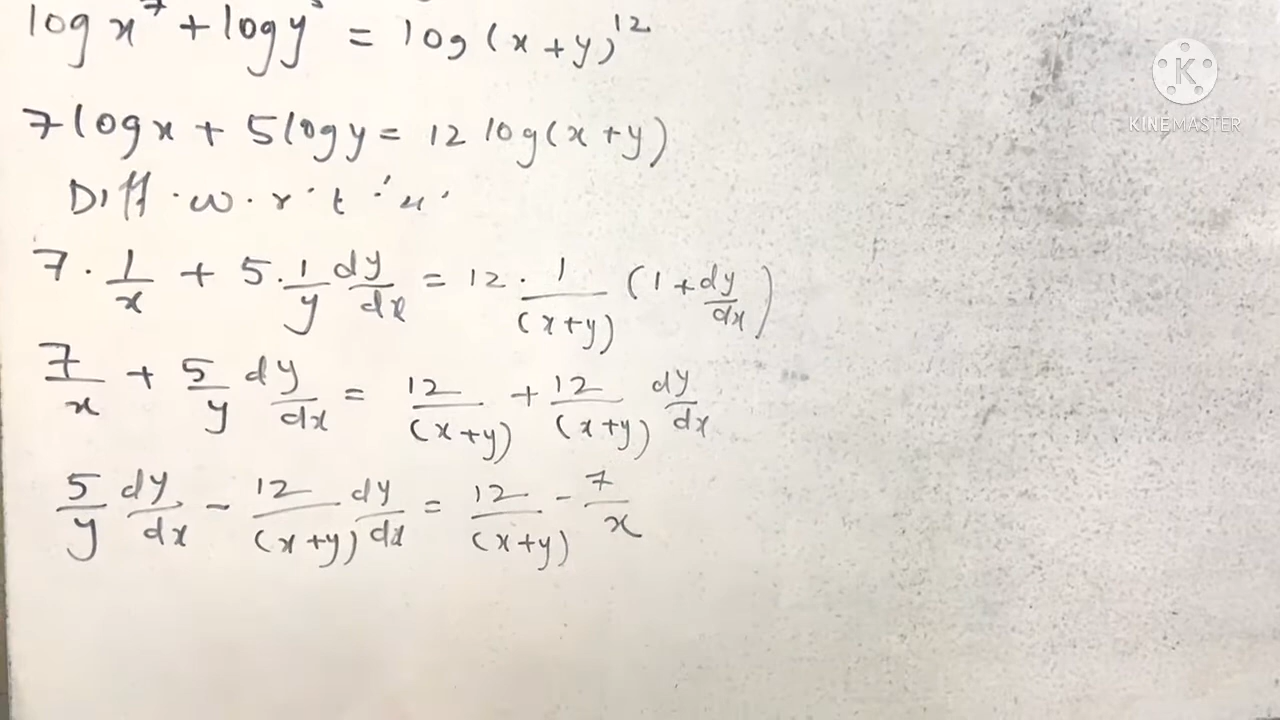 log x⁷ + log y⁵ = log (x+y)¹²
7 log x + 5 log y = 12 log (x+y)
Diff. w.r.t. 'x'
7 · 1/x + 5 · 1/y dy/dx = 12 · 1/(x+y) (1 + dy/dx)
7/x + 5/y dy/dx = 12/(x+y) + 12/(x+y) dy/dx
5/y dy/dx - 12/(x+y) dy/dx = 12/(x+y) - 7/x
KINEMASTER